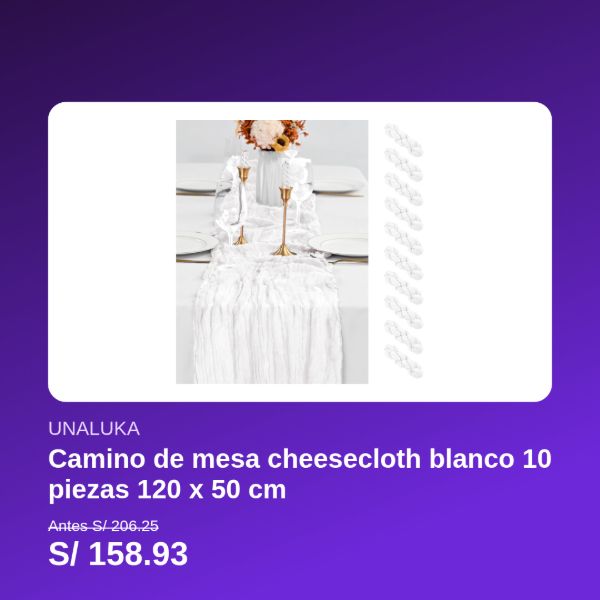 UNALUKA
Camino de mesa cheesecloth blanco 10
piezas 120 x 50 cm
Antes S/ 206.25
S/ 158.93